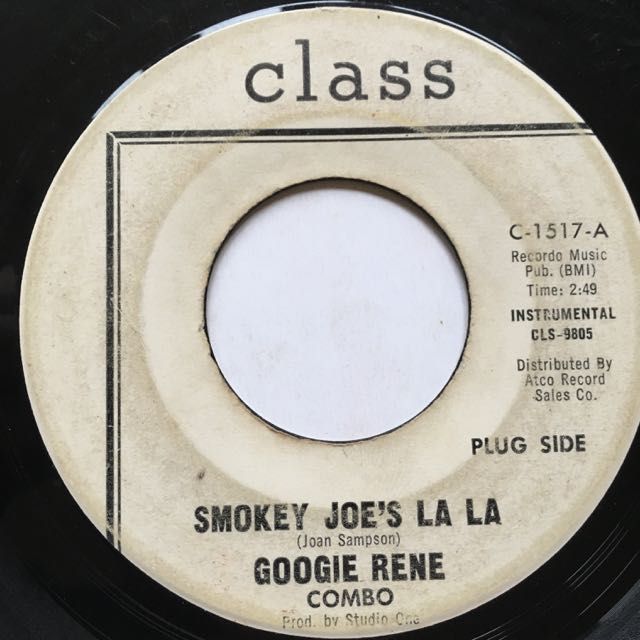 class
C-1517-A
Recordo Music
Pub. (BMI)
Time: 2:49
INSTRUMENTAL
CLS-9805
Distributed By
Atco Record
Sales Co.
PLUG SIDE
SMOKEY JOE'S LA LA
(Joan Sampson)
GOOGIE RENE
COMBO
Prod. by Studio One